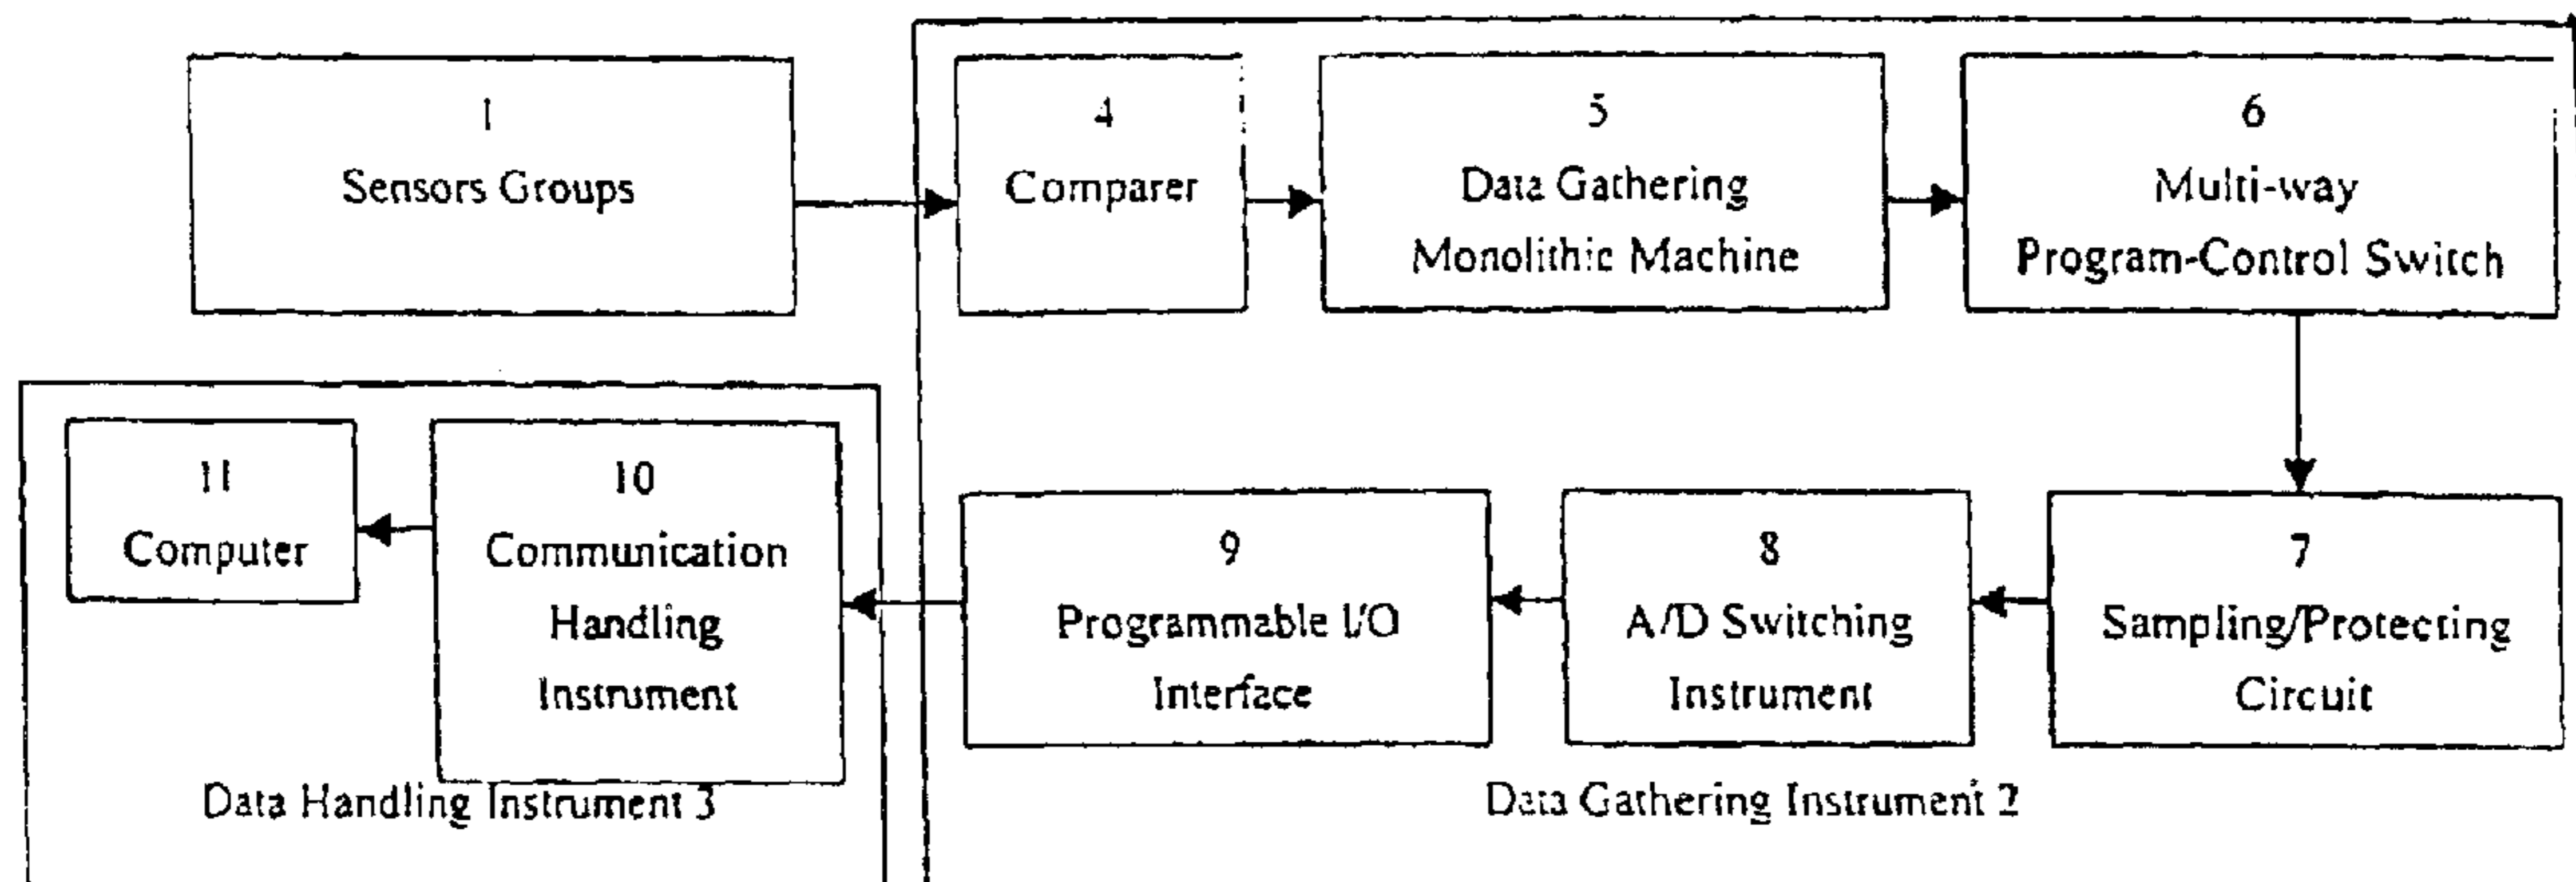 1
Sensors Groups
4
Comparer
5
Data Gathering
Monolithic Machine
6
Multi-way
Program-Control Switch
11
Computer
10
Communication
Handling
Instrument
9
Programmable I/O
Interface
8
A/D Switching
Instrument
7
Sampling/Protecting
Circuit
Data Handling Instrument 3
Data Gathering Instrument 2